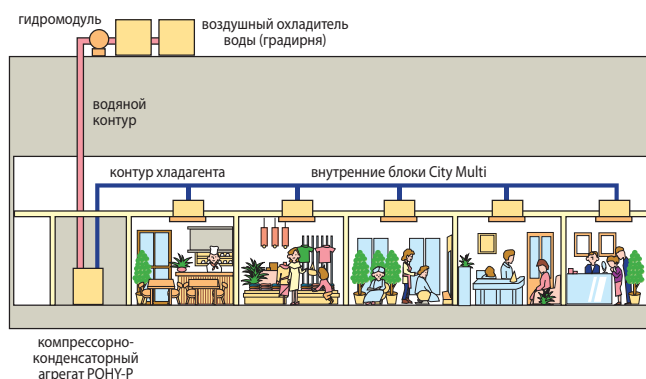 гидромодуль
воздушный охладитель
воды (градирня)
водяной
контур
контур хладагента
внутренние блоки City Multi
компрессорно-
конденсаторный
агрегат PQHY-P